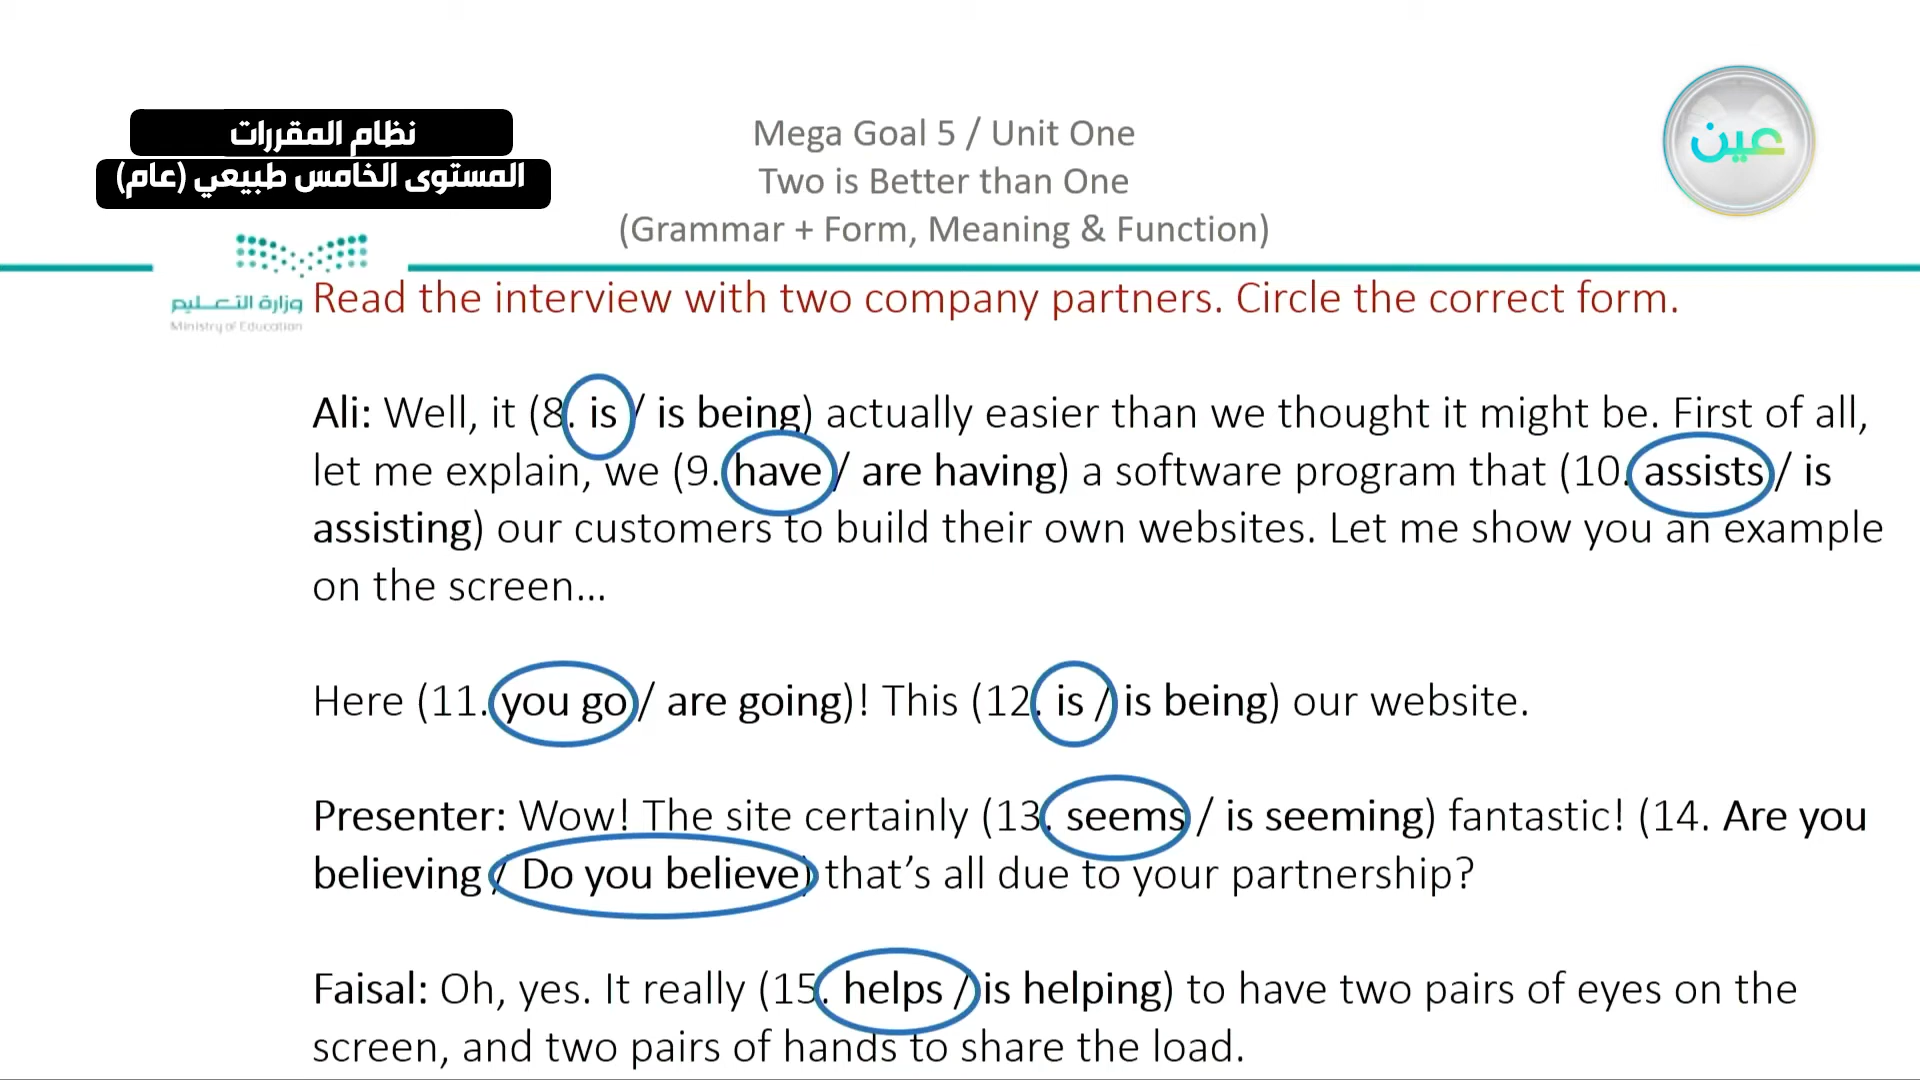 نظام المقررات
المستوى الخامس طبيعي (عام)
Mega Goal 5 / Unit One
Two is Better than One
(Grammar + Form, Meaning & Function)
عين
وزارة التعليم
Ministry of Education
Read the interview with two company partners. Circle the correct form.
Ali: Well, it (8. is / is being) actually easier than we thought it might be. First of all,
let me explain, we (9. have / are having) a software program that (10. assists / is
assisting) our customers to build their own websites. Let me show you an example
on the screen…
Here (11. you go / are going)! This (12. is / is being) our website.
Presenter: Wow! The site certainly (13. seems / is seeming) fantastic! (14. Are you
believing / Do you believe) that’s all due to your partnership?
Faisal: Oh, yes. It really (15. helps / is helping) to have two pairs of eyes on the
screen, and two pairs of hands to share the load.